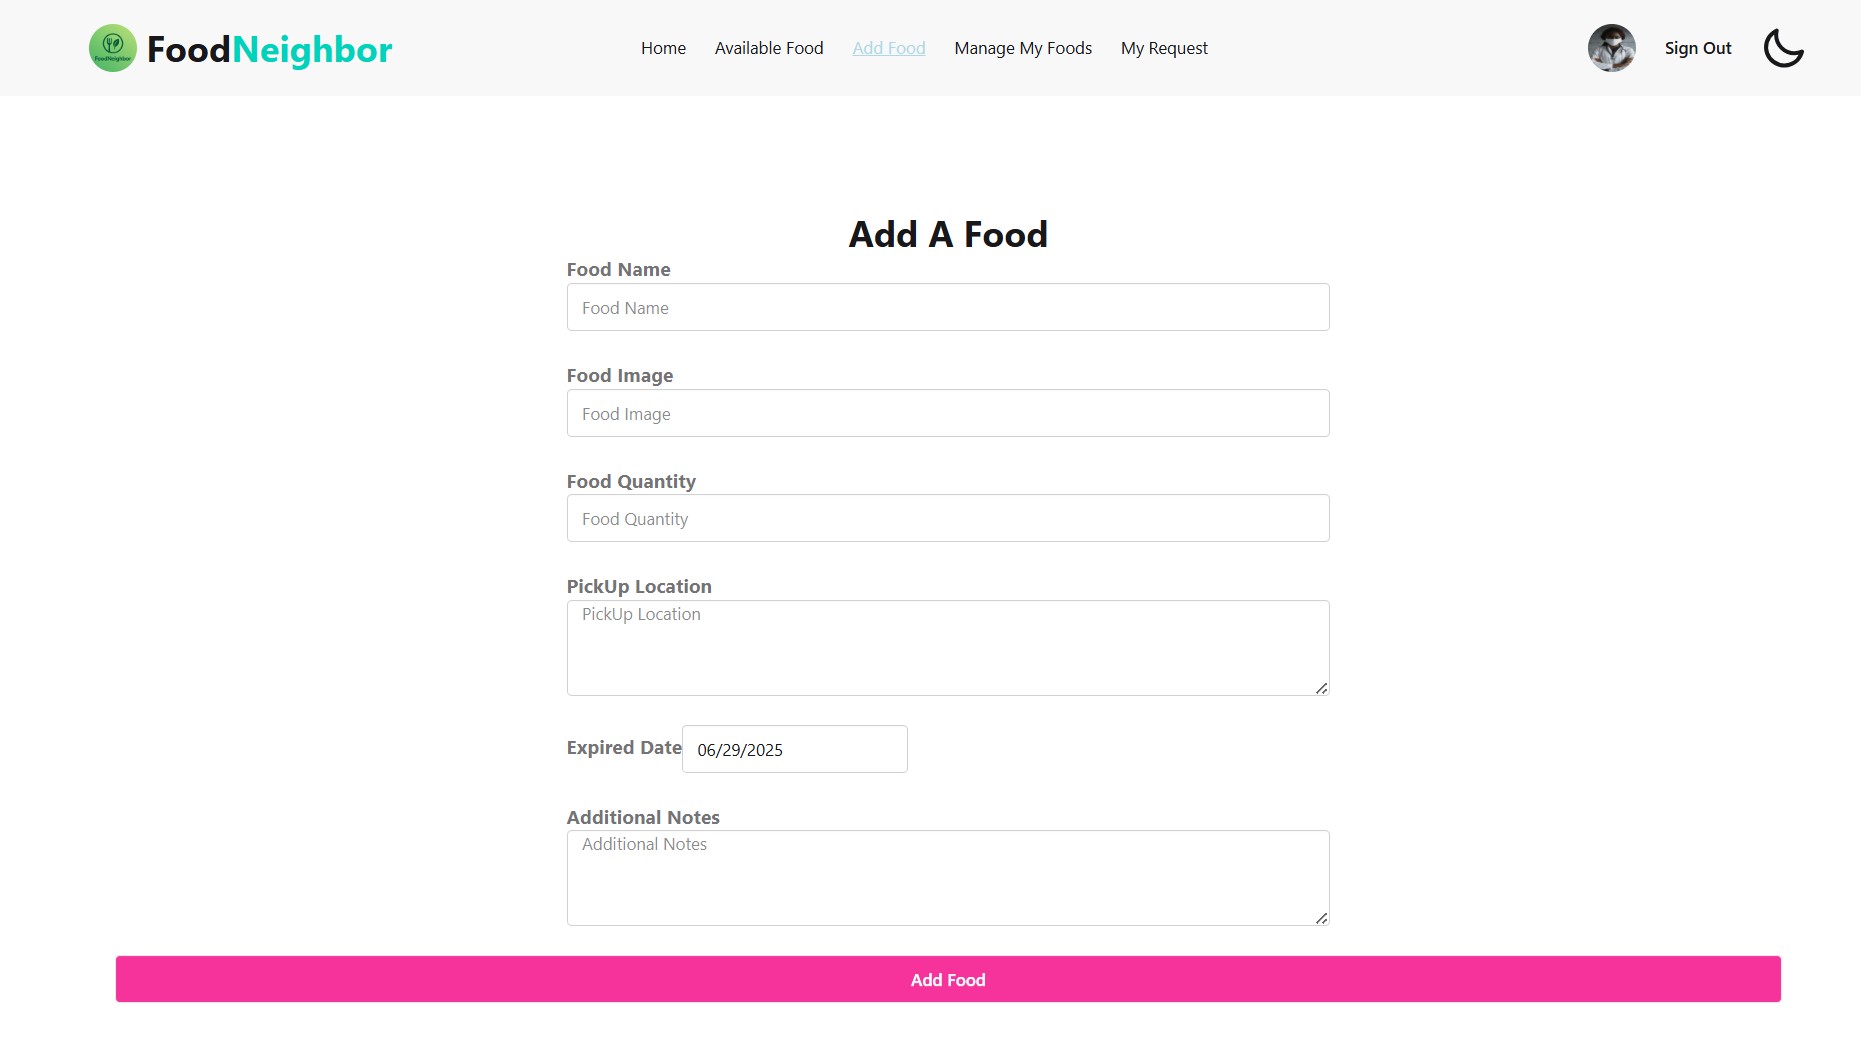 FoodNeighbor
FoodNeighbor
Home
Available Food
Add Food
Manage My Foods
My Request
Sign Out
Add A Food
Food Name
Food Name
Food Image
Food Image
Food Quantity
Food Quantity
PickUp Location
PickUp Location
Expired Date
06/29/2025
Additional Notes
Additional Notes
Add Food